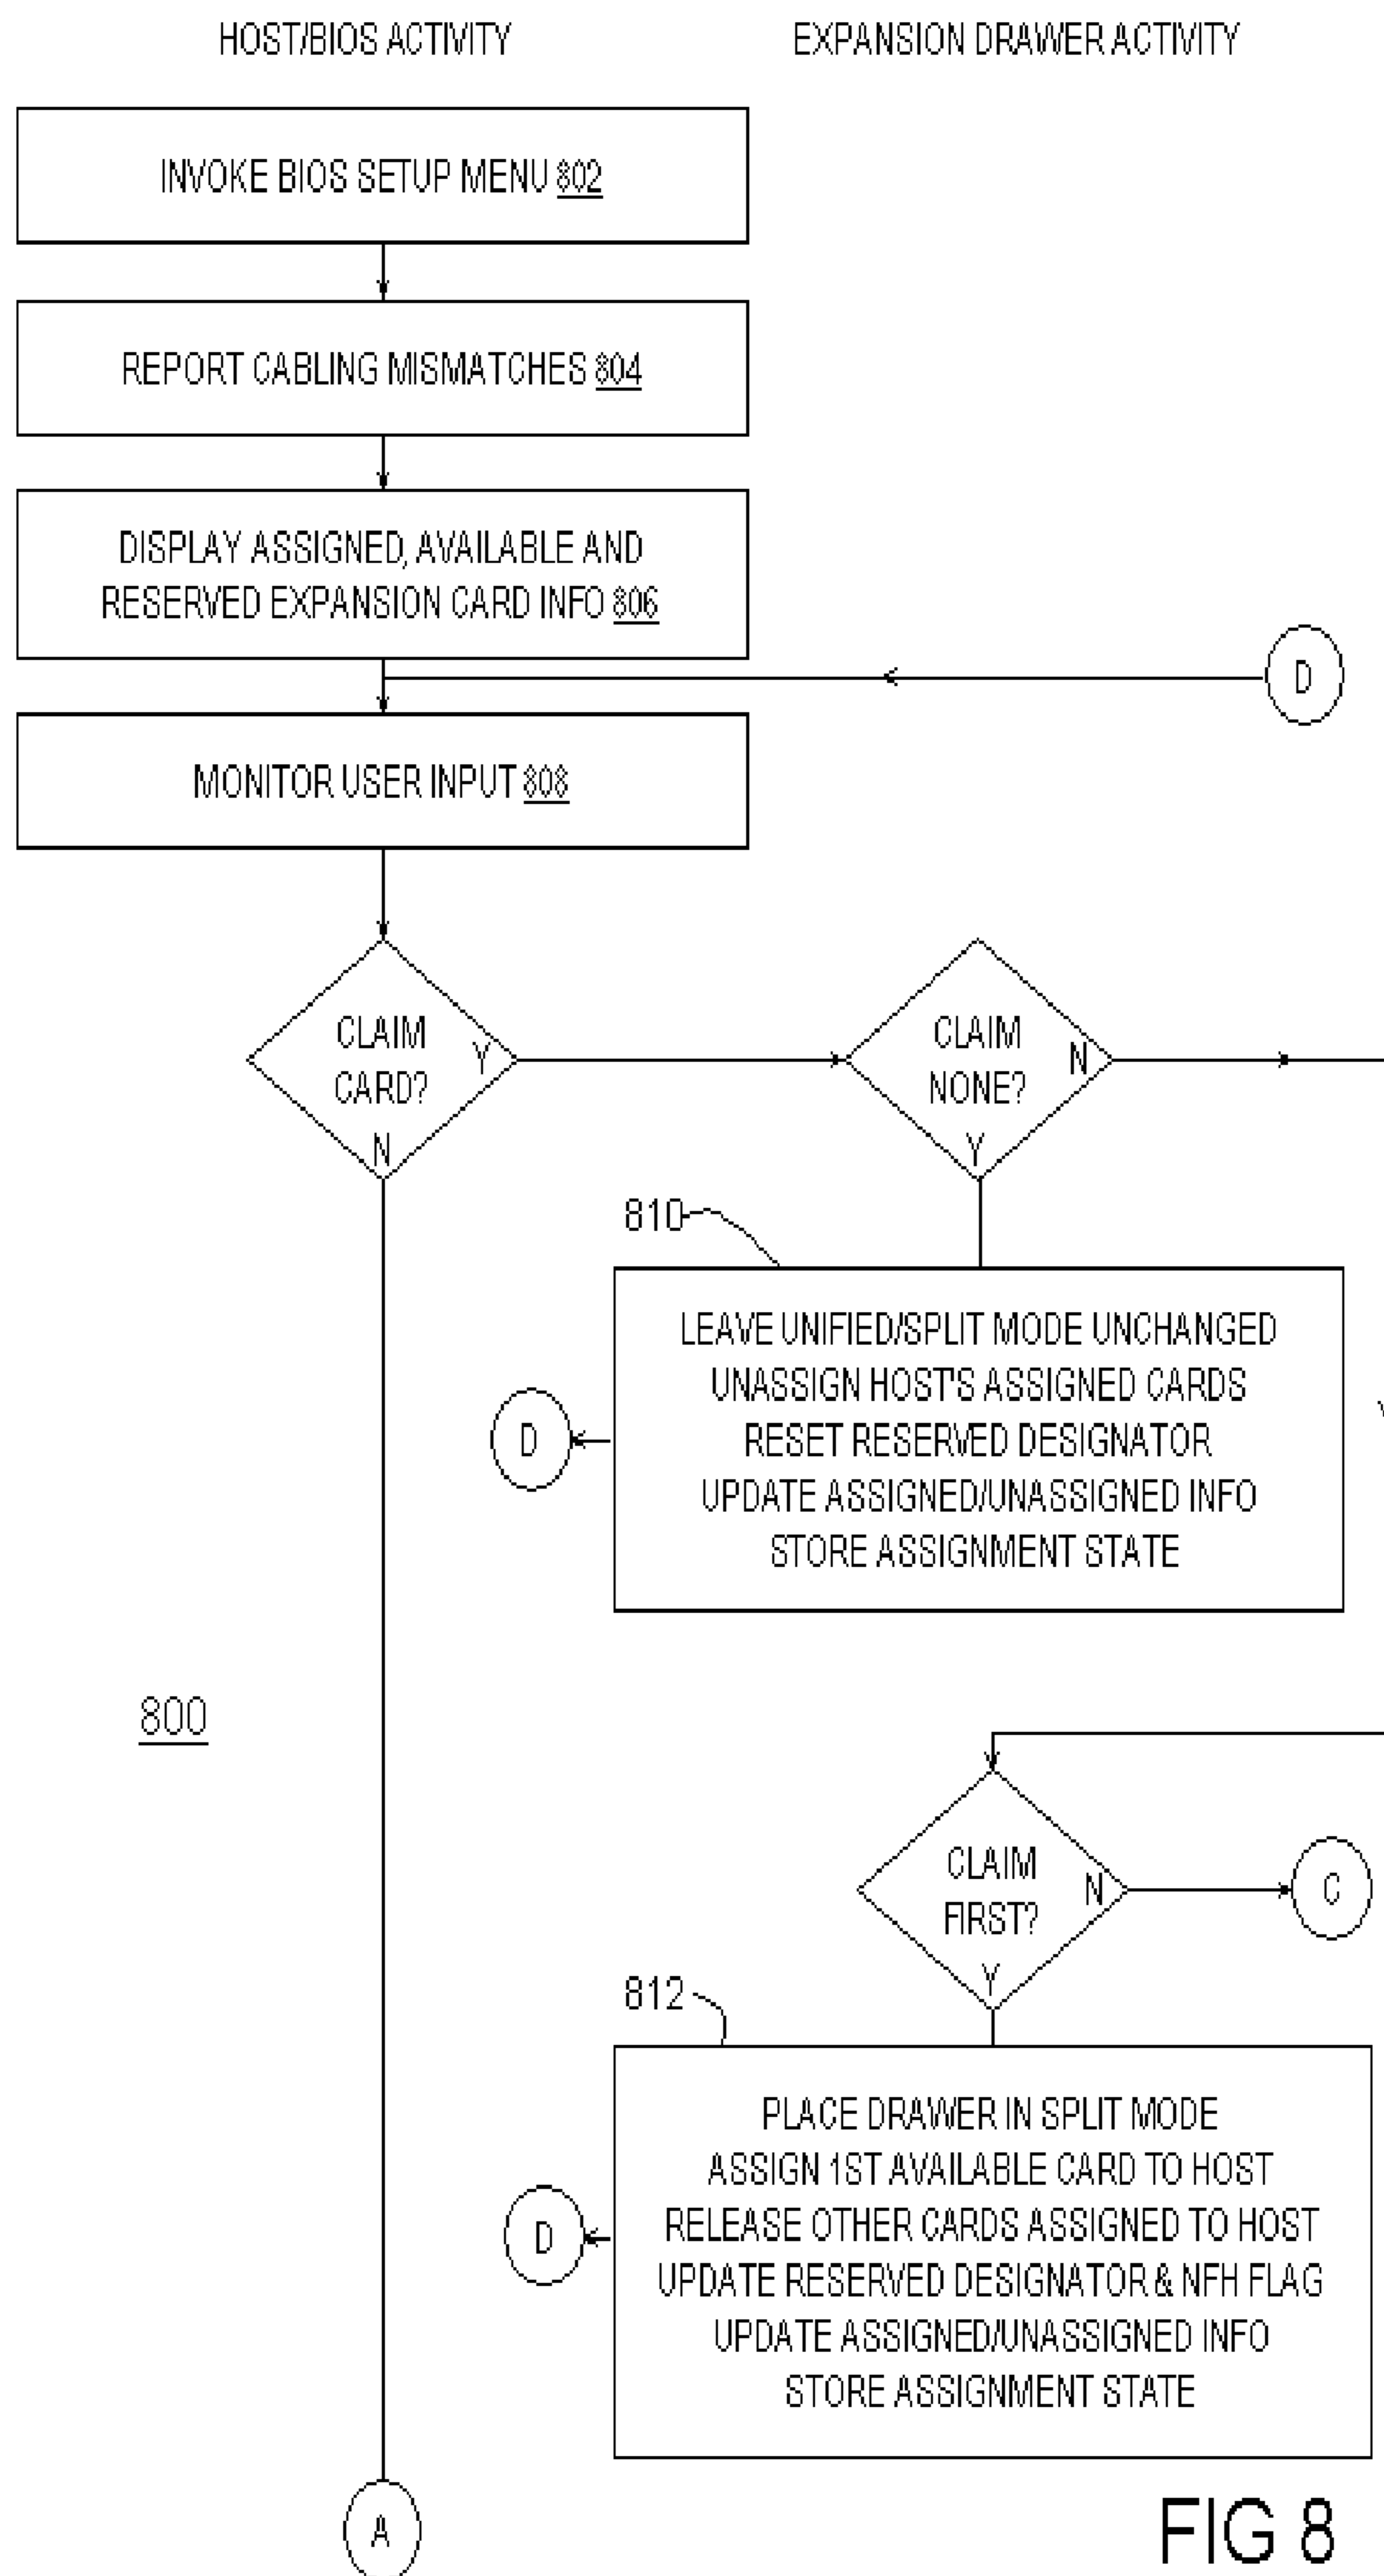 HOST/BIOS ACTIVITY
EXPANSION DRAWER ACTIVITY
INVOKE BIOS SETUP MENU 802
REPORT CABLING MISMATCHES 804
DISPLAY ASSIGNED, AVAILABLE AND
RESERVED EXPANSION CARD INFO 806
D
MONITOR USER INPUT 808
CLAIM
CARD?
Y
N
CLAIM
NONE?
N
Y
810
LEAVE UNIFIED/SPLIT MODE UNCHANGED
UNASSIGN HOST'S ASSIGNED CARDS
RESET RESERVED DESIGNATOR
UPDATE ASSIGNED/UNASSIGNED INFO
STORE ASSIGNMENT STATE
D
800
CLAIM
FIRST?
N
Y
C
812
PLACE DRAWER IN SPLIT MODE
ASSIGN 1ST AVAILABLE CARD TO HOST
RELEASE OTHER CARDS ASSIGNED TO HOST
UPDATE RESERVED DESIGNATOR & NFH FLAG
UPDATE ASSIGNED/UNASSIGNED INFO
STORE ASSIGNMENT STATE
D
A
FIG 8